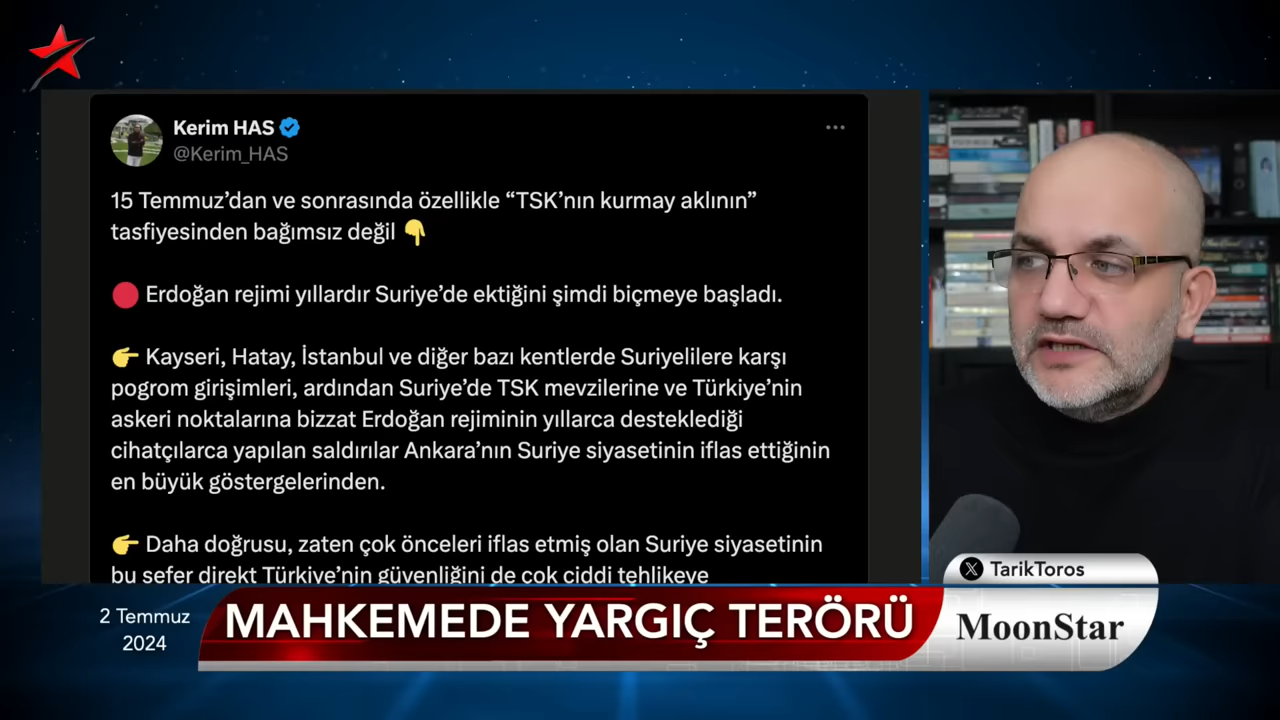 Kerim HAS
@Kerim_HAS
15 Temmuz’dan ve sonrasında özellikle “TSK’nın kurmay aklının”
tasfiyesinden bağımsız değil
Erdoğan rejimi yıllardır Suriye’de ektiğini şimdi biçmeye başladı.
Kayseri, Hatay, İstanbul ve diğer bazı kentlerde Suriyelilere karşı
pogrom girişimleri, ardından Suriye’de TSK mevzilerine ve Türkiye’nin
askeri noktalarına bizzat Erdoğan rejiminin yıllarca desteklediği
cihatçılarca yapılan saldırılar Ankara’nın Suriye siyasetinin iflas ettiğinin
en büyük göstergelerinden.
Daha doğrusu, zaten çok önceleri iflas etmiş olan Suriye siyasetinin
bu sefer direkt Türkiye’nin güvenliğini de çok ciddi tehlikeye
TarikToros
2 Temmuz
2024
MAHKEMEDE YARGIÇ TERÖRÜ
MoonStar